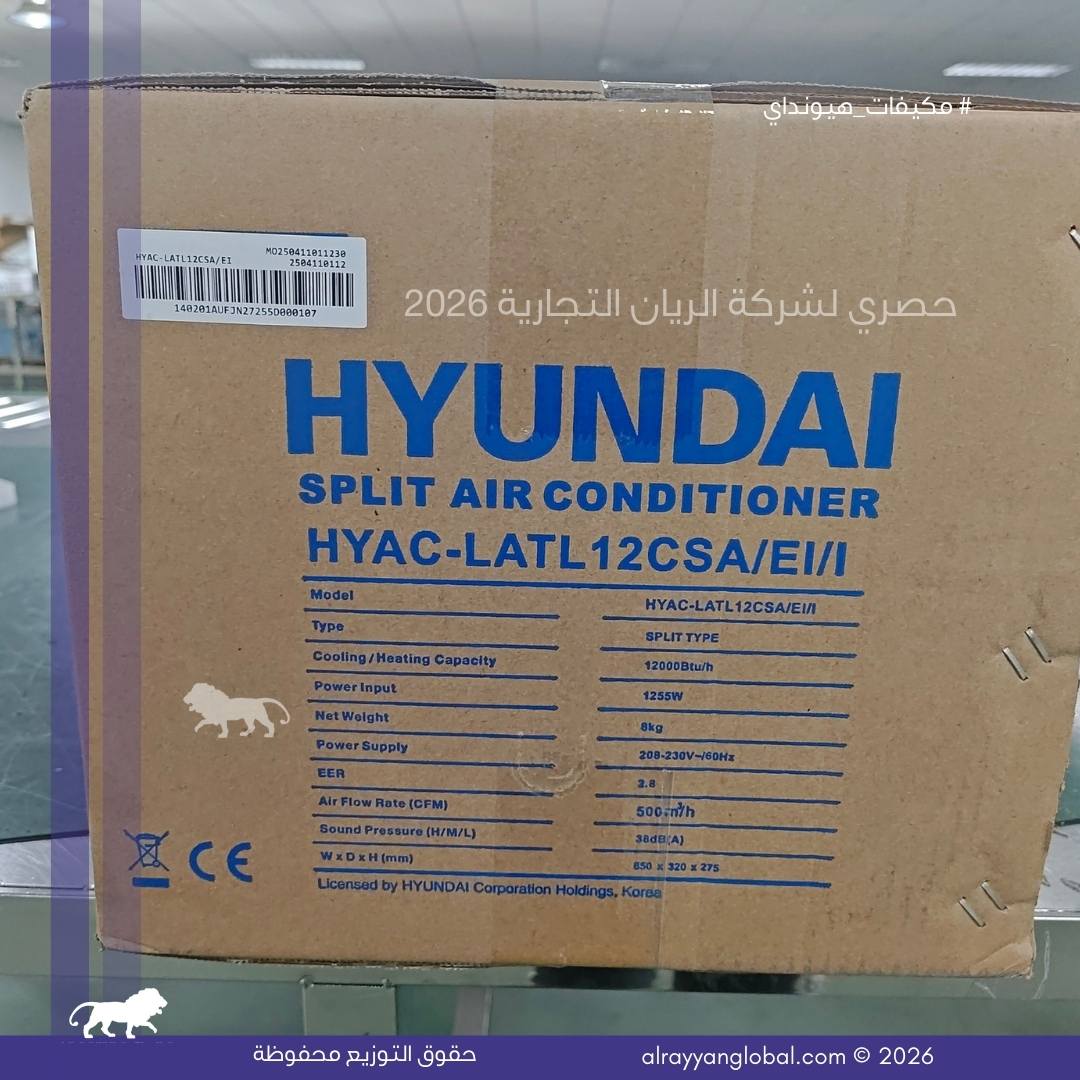 #مكيفات_هيونداي
HYAC-LATL12CSA/EI
MO250411011230
2504110112
140201AUFJN27255D000107
حصري لشركة الريان التجارية 2026
HYUNDAI
SPLIT AIR CONDITIONER
HYAC-LATL12CSA/EI/I
Model HYAC-LATL12CSA/EI/I
Type SPLIT TYPE
Cooling/Heating Capacity 12000Btu/h
Power Input 1255W
Net Weight 8kg
Power Supply 208-230V~/60Hz
EER 2.8
Air Flow Rate (CFM) 500m³/h
Sound Pressure (H/M/L) 38dB(A)
W x D x H (mm) 850 x 320 x 275
Licensed by HYUNDAI Corporation Holdings, Korea
CE
حقوق التوزيع محفوظة
alrayyanglobal.com © 2026